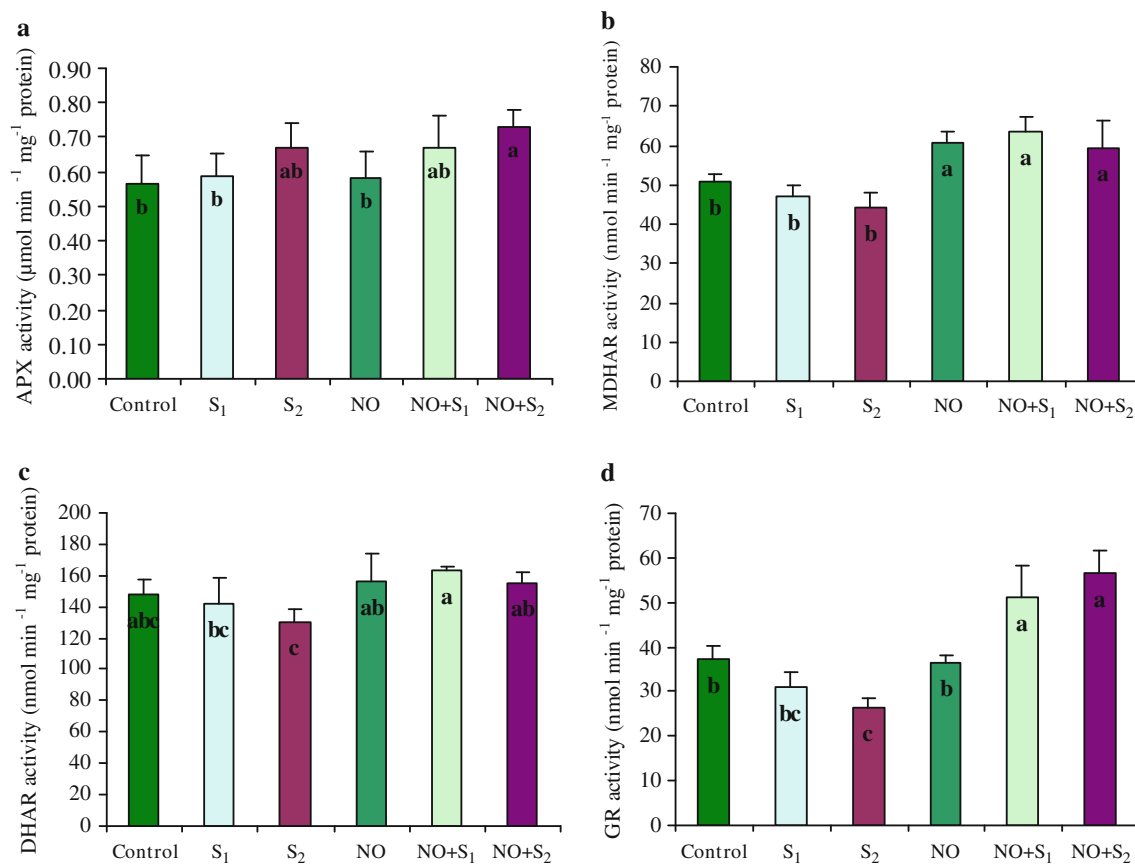 a
APX activity (µmol min ⁻¹ mg⁻¹ protein)
0.90
0.80
0.70
0.60
0.50
0.40
0.30
0.20
0.10
0.00
b
b
ab
b
ab
a
Control S₁ S₂ NO NO+S₁ NO+S₂
b
MDHAR activity (nmol min ⁻¹ mg⁻¹ protein)
80
70
60
50
40
30
20
10
0
b
b
b
a
a
a
Control S₁ S₂ NO NO+S₁ NO+S₂
c
DHAR activity (nmol min ⁻¹ mg⁻¹ protein)
200
180
160
140
120
100
80
60
40
20
0
abc
bc
c
ab
a
ab
Control S₁ S₂ NO NO+S₁ NO+S₂
d
GR activity (nmol min ⁻¹ mg⁻¹ protein)
70
60
50
40
30
20
10
0
b
bc
c
b
a
a
Control S₁ S₂ NO NO+S₁ NO+S₂